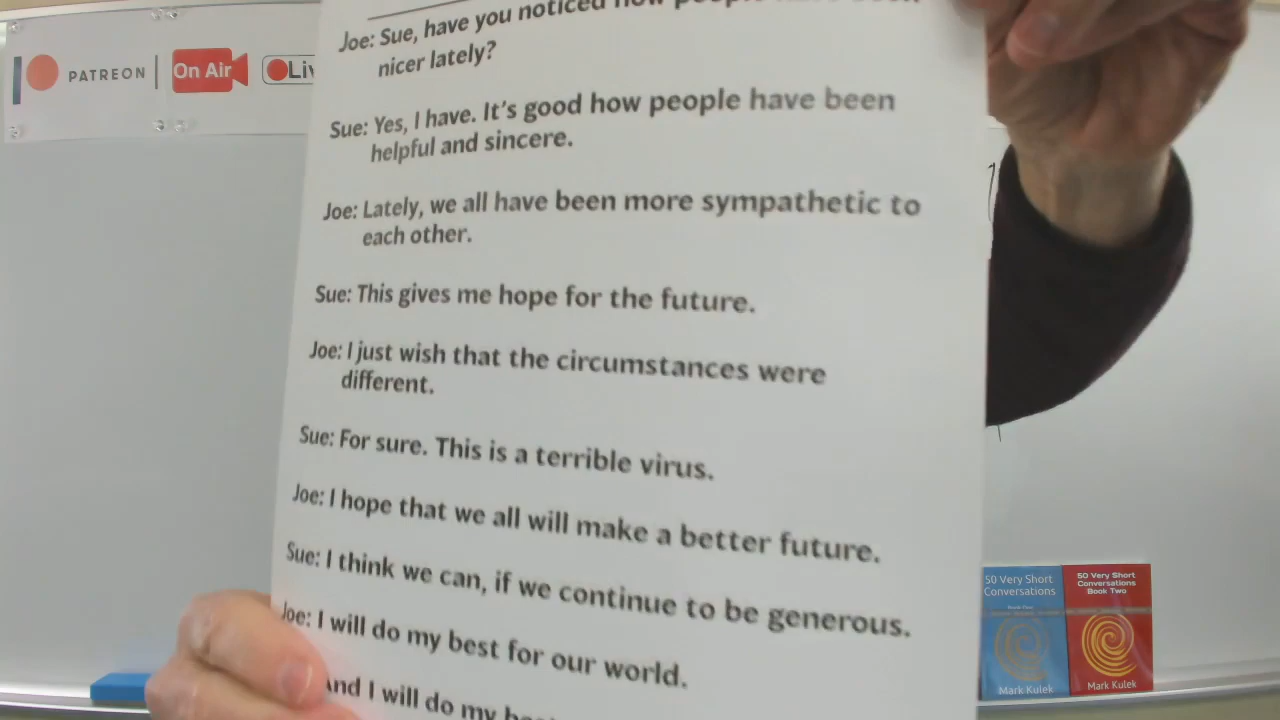 PATREON
On Air
Joe: Sue, have you noticed how people have been
nicer lately?
Sue: Yes, I have. It's good how people have been
helpful and sincere.
Joe: Lately, we all have been more sympathetic to
each other.
Sue: This gives me hope for the future.
Joe: I just wish that the circumstances were
different.
Sue: For sure. This is a terrible virus.
Joe: I hope that we all will make a better future.
Sue: I think we can, if we continue to be generous.
Joe: I will do my best for our world.
And I will do my
50 Very Short
Conversations
Mark Kulek
50 Very Short
Conversations
Book Two
Mark Kulek